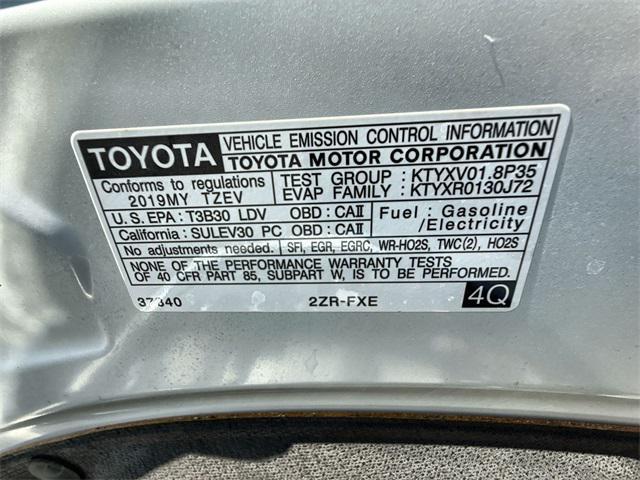 TOYOTA
VEHICLE EMISSION CONTROL INFORMATION
TOYOTA MOTOR CORPORATION
Conforms to regulations
2019MY TZEV
TEST GROUP : KTYXV01.8P35
EVAP FAMILY : KTYXR0130J72
U.S. EPA : T3B30 LDV OBD : CAⅡ
California : SULEV30 PC OBD : CAⅡ
Fuel : Gasoline
/Electricity
No adjustments needed.
SFI, EGR, EGRC, WR-HO2S, TWC(2), HO2S
NONE OF THE PERFORMANCE WARRANTY TESTS
OF 40 CFR PART 85, SUBPART W, IS TO BE PERFORMED.
37340 2ZR-FXE 4Q